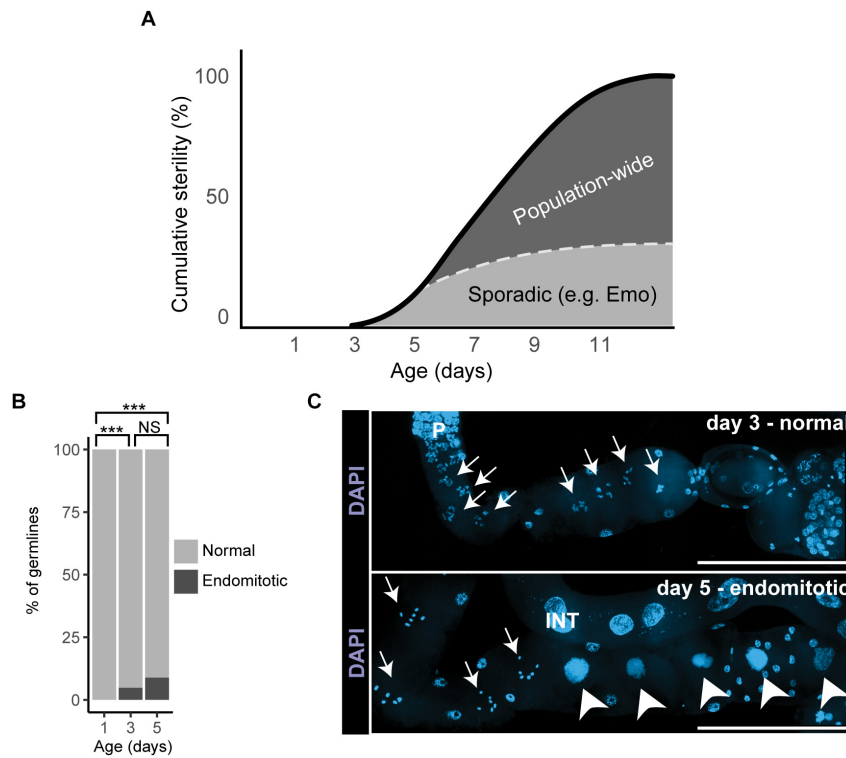 A
Cumulative sterility (%)
100
50
0
Population-wide
Sporadic (e.g. Emo)
1 3 5 7 9 11
Age (days)
B
***
*** NS
% of germlines
100
75
50
25
0
1 3 5
Age (days)
Normal
Endomitotic
C
DAPI
P
day 3 - normal
DAPI
INT
day 5 - endomitotic